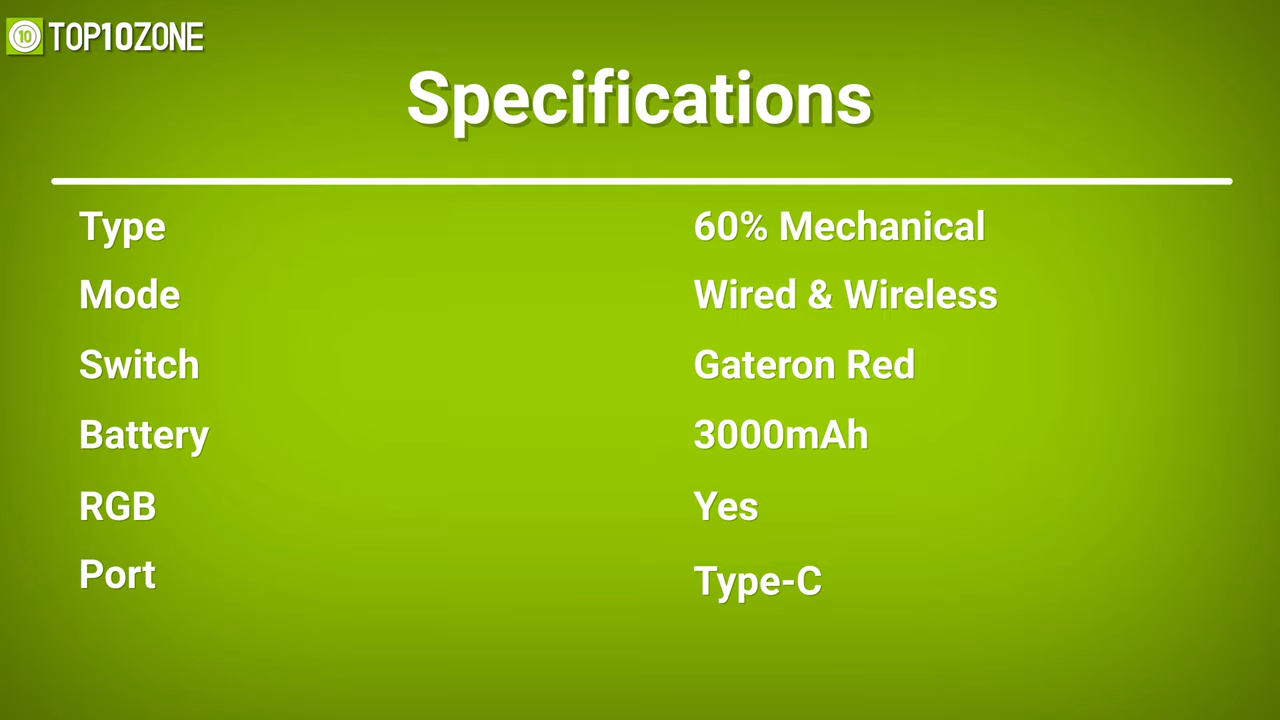 10 TOP10ZONE
Specifications
Type 60% Mechanical
Mode Wired & Wireless
Switch Gateron Red
Battery 3000mAh
RGB Yes
Port Type-C